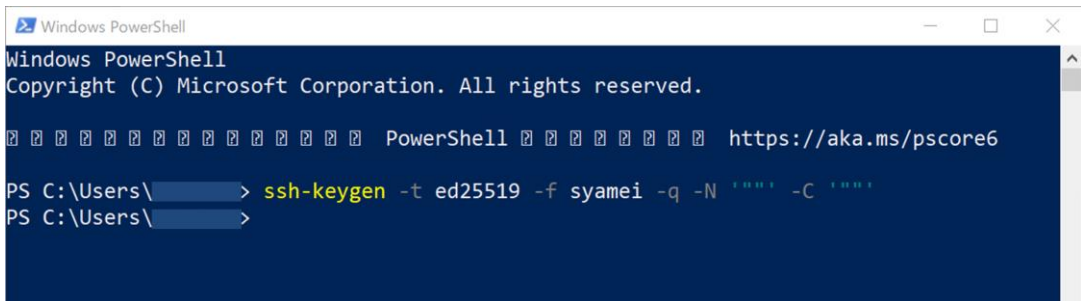 Windows PowerShell
Windows PowerShell
Copyright (C) Microsoft Corporation. All rights reserved.
PowerShell https://aka.ms/pscore6
PS C:\Users\ > ssh-keygen -t ed25519 -f syamei -q -N '""' -C '""'
PS C:\Users\ >